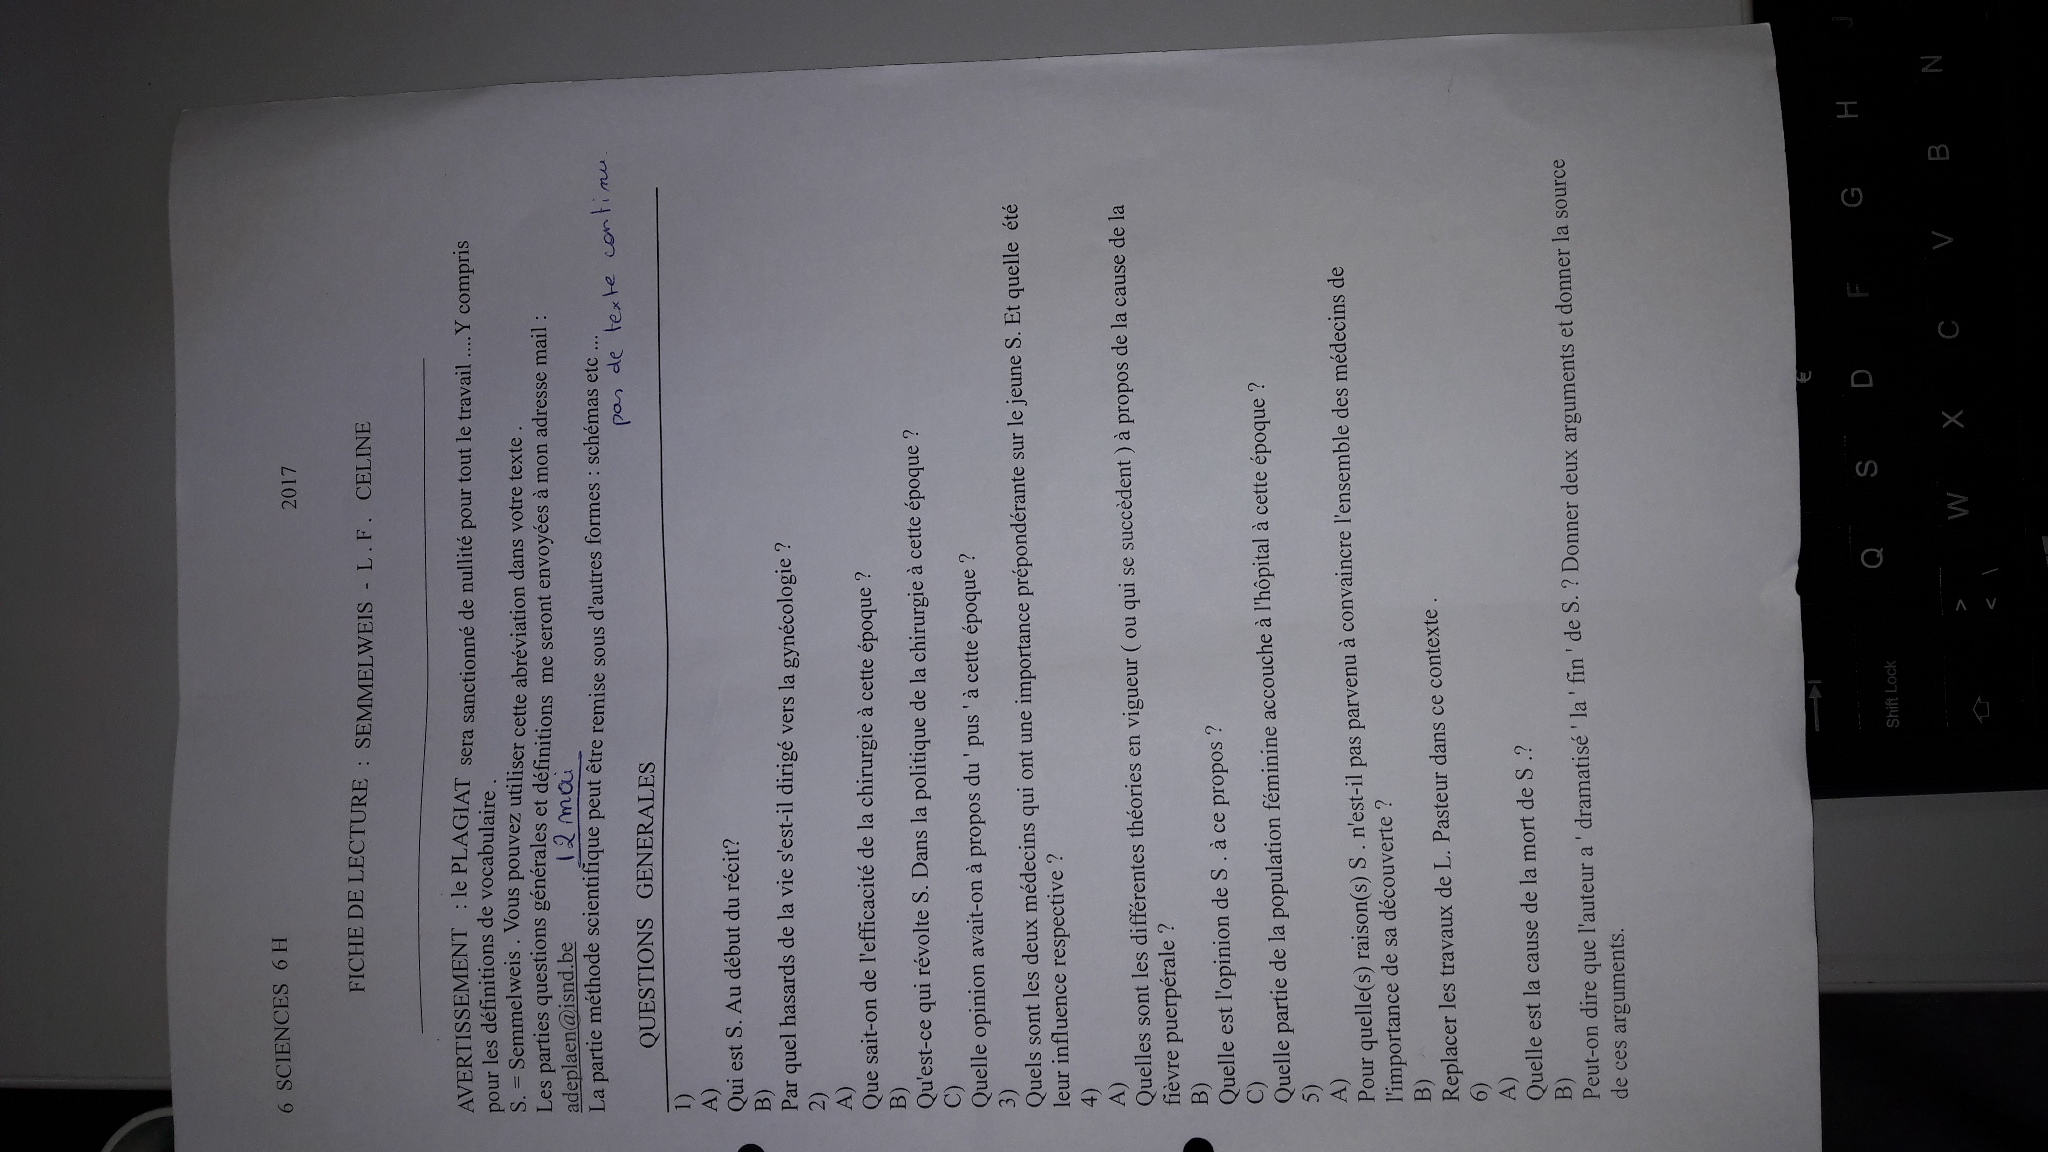 6 SCIENCES 6 H 2017
FICHE DE LECTURE : SEMMELWEIS - L . F . CELINE
AVERTISSEMENT : le PLAGIAT sera sanctionné de nullité pour tout le travail ....Y compris
pour les définitions de vocabulaire .
S. = Semmelweis . Vous pouvez utiliser cette abréviation dans votre texte .
Les parties questions générales et définitions me seront envoyées à mon adresse mail :
adeplaen@isnd.be 12 mai
La partie méthode scientifique peut être remise sous d'autres formes : schémas etc ...
pas de texte continu.
QUESTIONS GENERALES
1)
A)
Qui est S. Au début du récit?
B)
Par quel hasards de la vie s'est-il dirigé vers la gynécologie ?
2)
A)
Que sait-on de l'efficacité de la chirurgie à cette époque ?
B)
Qu'est-ce qui révolte S. Dans la politique de la chirurgie à cette époque ?
C)
Quelle opinion avait-on à propos du ' pus ' à cette époque ?
3)
Quels sont les deux médecins qui ont une importance prépondérante sur le jeune S. Et quelle été
leur influence respective ?
4)
A)
Quelles sont les différentes théories en vigueur ( ou qui se succèdent ) à propos de la cause de la
fièvre puerpérale ?
B)
Quelle est l'opinion de S . à ce propos ?
C)
Quelle partie de la population féminine accouche à l'hôpital à cette époque ?
5)
A)
Pour quelle(s) raison(s) S . n'est-il pas parvenu à convaincre l'ensemble des médecins de
l'importance de sa découverte ?
B)
Replacer les travaux de L. Pasteur dans ce contexte .
6)
A)
Quelle est la cause de la mort de S .?
B)
Peut-on dire que l'auteur a ' dramatisé ' la ' fin ' de S. ? Donner deux arguments et donner la source
de ces arguments.
€
Q S D F G H J
Shift Lock
> W X C V B N
< \